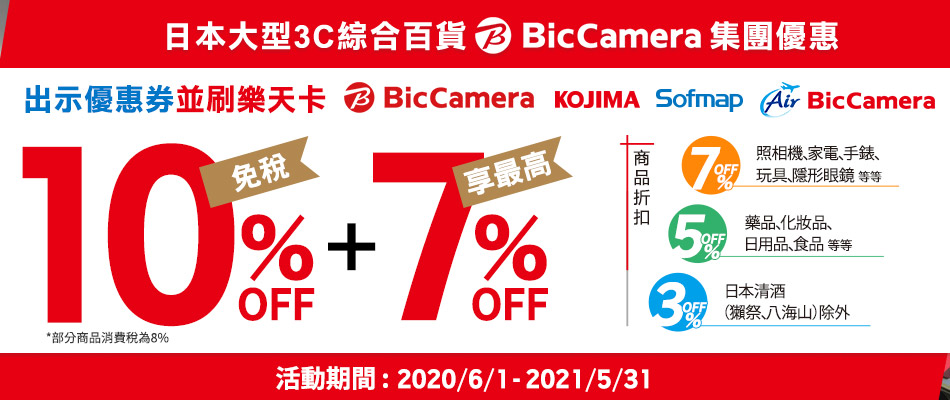 日本大型3C綜合百貨 B BicCamera 集團優惠
出示優惠券並刷樂天卡 B BicCamera KOJIMA Sofmap Air BicCamera
10%OFF 免稅 + 7%OFF 享最高
*部分商品消費稅為8%
商品折扣
7%OFF 照相機、家電、手錶、
玩具、隱形眼鏡 等等
5%OFF 藥品、化妝品、
日用品、食品 等等
3%OFF 日本清酒
(獺祭、八海山)除外
活動期間 : 2020/6/1 - 2021/5/31